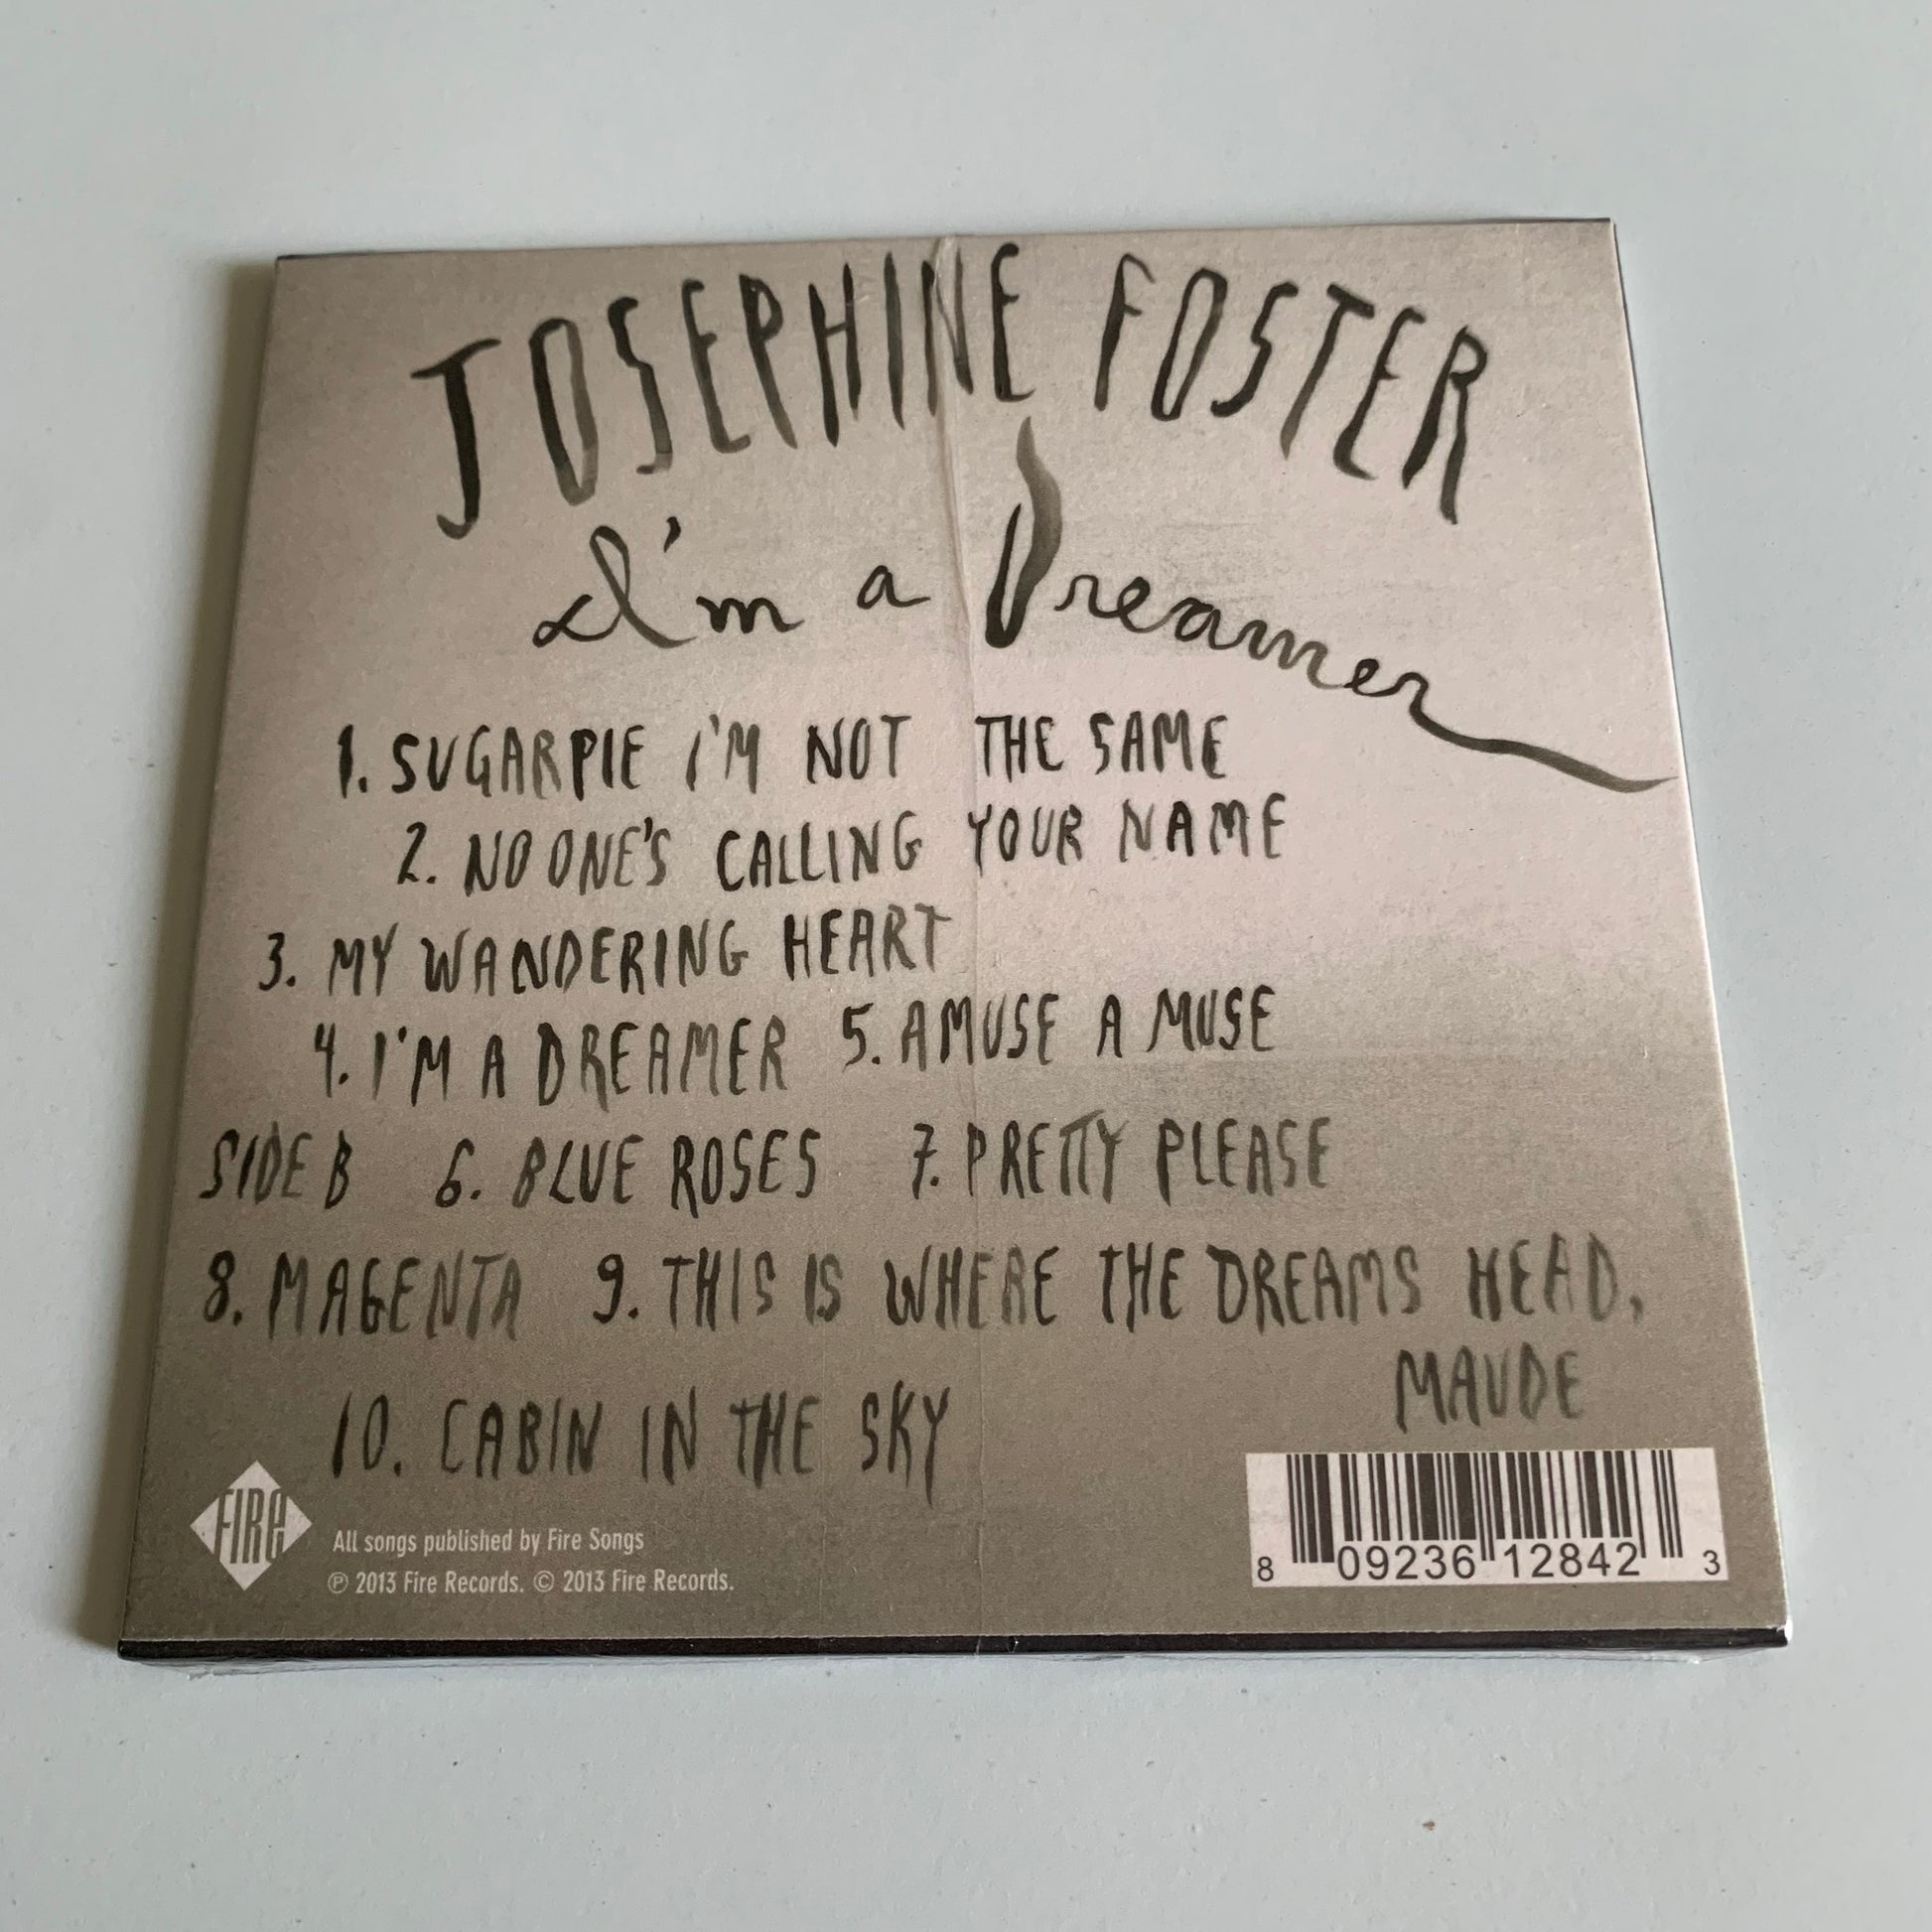 JOSEPHINE FOSTER
I'm a Dreamer
1. SUGARPIE I'M NOT THE SAME
2. NO ONE'S CALLING YOUR NAME
3. MY WANDERING HEART
4. I'M A DREAMER 5. AMUSE A MUSE
SIDE B 6. BLUE ROSES 7. PRETTY PLEASE
8. MAGENTA 9. THIS IS WHERE THE DREAMS HEAD,
MAUDE
10. CABIN IN THE SKY
FIRE
All songs published by Fire Songs
℗ 2013 Fire Records. © 2013 Fire Records.
8 09236 12842 3